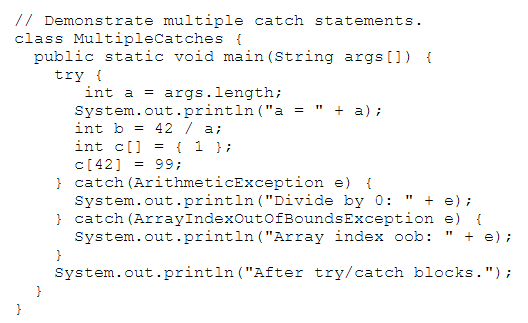 // Demonstrate multiple catch statements.
class MultipleCatches {
  public static void main(String args[]) {
    try {
       int a = args.length;
      System.out.println("a = " + a);
      int b = 42 / a;
      int c[] = { 1 };
      c[42] = 99;
    } catch(ArithmeticException e) {
      System.out.println("Divide by 0: " + e);
    } catch(ArrayIndexOutOfBoundsException e) {
      System.out.println("Array index oob: " + e);
    }
    System.out.println("After try/catch blocks.");
  }
}